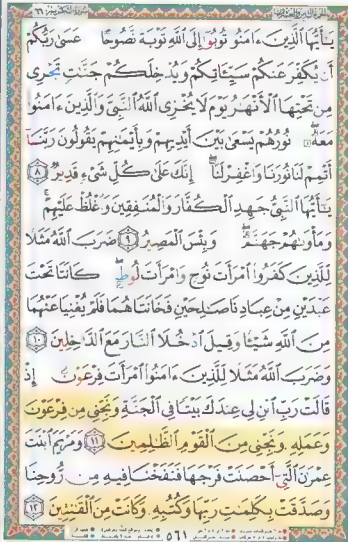 سورة التحريم ٦٦
يَٰٓأَيُّهَا ٱلَّذِينَ ءَامَنُوا۟ تُوبُوٓا۟ إِلَى ٱللَّهِ تَوْبَةً نَّصُوحًا عَسَىٰ رَبُّكُمْ
أَن يُكَفِّرَ عَنكُمْ سَيِّـَٔاتِكُمْ وَيُدْخِلَكُمْ جَنَّٰتٍ تَجْرِى
مِن تَحْتِهَا ٱلْأَنْهَٰرُ يَوْمَ لَا يُخْزِى ٱللَّهُ ٱلنَّبِىَّ وَٱلَّذِينَ ءَامَنُوا۟
مَعَهُۥ نُورُهُمْ يَسْعَىٰ بَيْنَ أَيْدِيهِمْ وَبِأَيْمَٰنِهِمْ يَقُولُونَ رَبَّنَآ
أَتْمِمْ لَنَا نُورَنَا وَٱغْفِرْ لَنَآ إِنَّكَ عَلَىٰ كُلِّ شَىْءٍ قَدِيرٌ ٨
يَٰٓأَيُّهَا ٱلنَّبِىُّ جَٰهِدِ ٱلْكُفَّارَ وَٱلْمُنَٰفِقِينَ وَٱغْلُظْ عَلَيْهِمْ
وَمَأْوَىٰهُمْ جَهَنَّمُ وَبِئْسَ ٱلْمَصِيرُ ٩ ضَرَبَ ٱللَّهُ مَثَلًا
لِّلَّذِينَ كَفَرُوا۟ ٱمْرَأَتَ نُوحٍ وَٱمْرَأَتَ لُوطٍ كَانَتَا تَحْتَ
عَبْدَيْنِ مِنْ عِبَادِنَا صَٰلِحَيْنِ فَخَانَتَاهُمَا فَلَمْ يُغْنِيَا عَنْهُمَا
مِنَ ٱللَّهِ شَيْـًٔا وَقِيلَ ٱدْخُلَا ٱلنَّارَ مَعَ ٱلدَّٰخِلِينَ ١٠
وَضَرَبَ ٱللَّهُ مَثَلًا لِّلَّذِينَ ءَامَنُوا۟ ٱمْرَأَتَ فِرْعَوْنَ إِذْ
قَالَتْ رَبِّ ٱبْنِ لِى عِندَكَ بَيْتًا فِى ٱلْجَنَّةِ وَنَجِّنِى مِن فِرْعَوْنَ
وَعَمَلِهِۦ وَنَجِّنِى مِنَ ٱلْقَوْمِ ٱلظَّٰلِمِينَ ١١ وَمَرْيَمَ ٱبْنَتَ
عِمْرَٰنَ ٱلَّتِىٓ أَحْصَنَتْ فَرْجَهَا فَنَفَخْنَا فِيهِ مِن رُّوحِنَا
وَصَدَّقَتْ بِكَلِمَٰتِ رَبِّهَا وَكُتُبِهِۦ وَكَانَتْ مِنَ ٱلْقَٰنِتِينَ ١٢
٥٦١